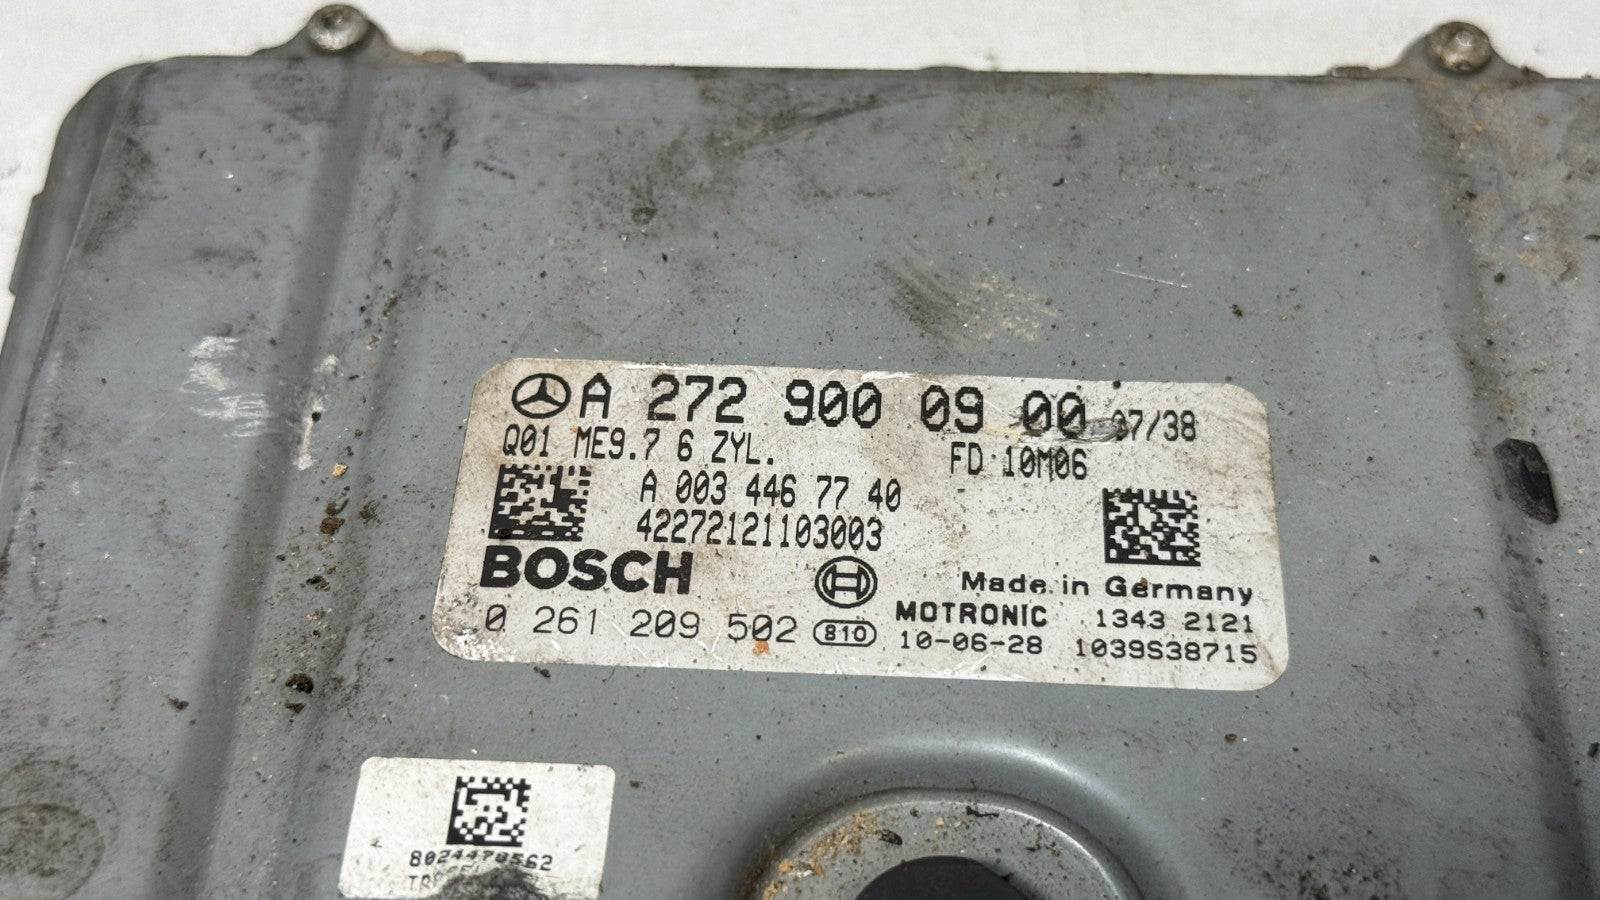 A 272 900 09 00 07/38
Q01 ME9.7 6 ZYL. FD 10M06
A 003 446 77 40
42272121103003
BOSCH
Made in Germany
0 261 209 502 810 MOTRONIC 1343 2121
10-06-28 1039S38715
8024478562